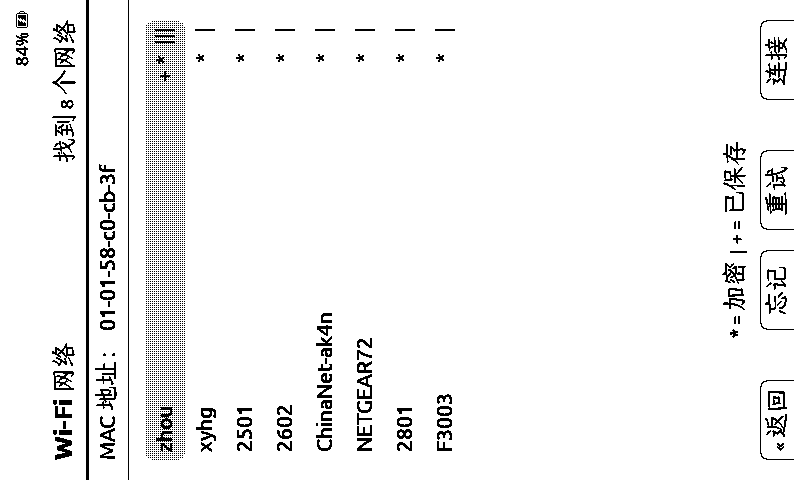 84%
Wi-Fi 网络 找到 8 个网络
MAC 地址： 01-01-58-c0-cb-3f
zhou + * |||
xyhg * |
2501 * |
2602 * |
ChinaNet-ak4n * |
NETGEAR72 * |
2801 * |
F3003 * |
* = 加密 | + = 已保存
« 返回 忘记 重试 连接